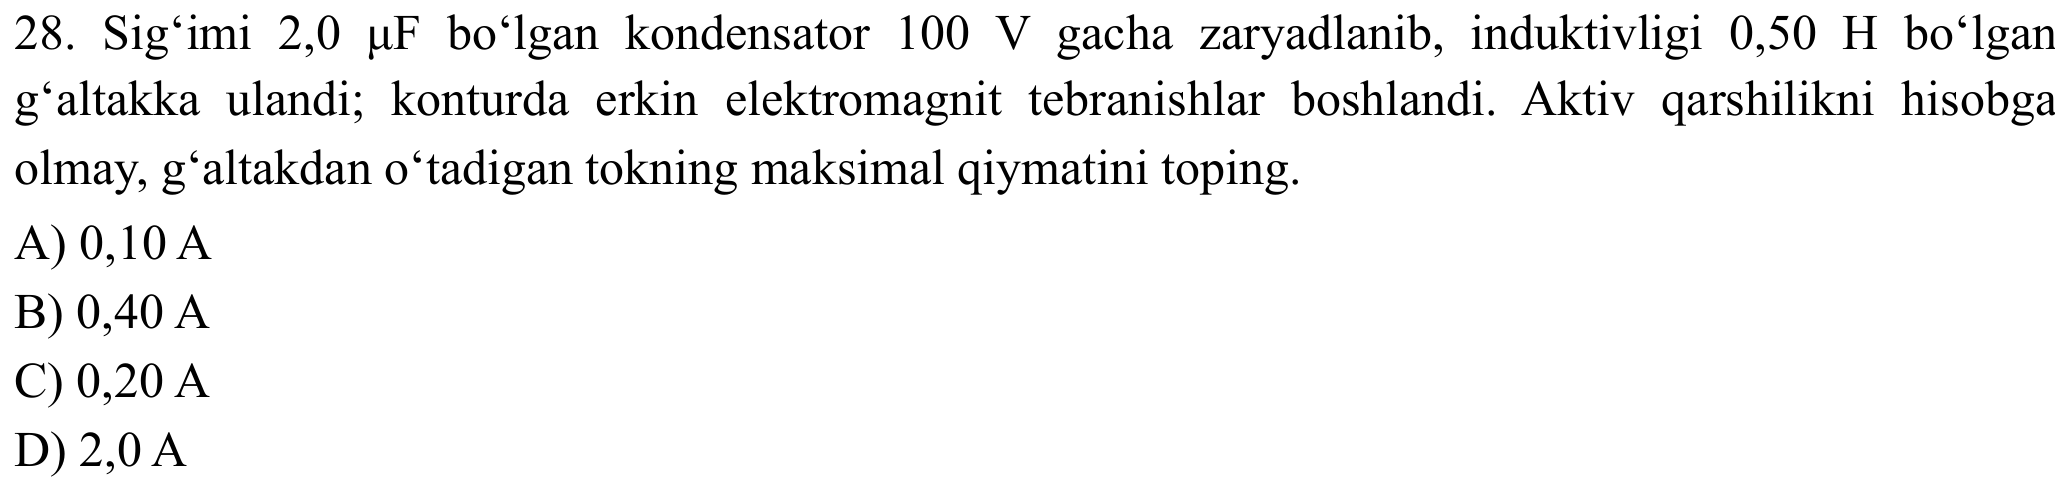 28. Sig‘imi 2,0 μF bo‘lgan kondensator 100 V gacha zaryadlanib, induktivligi 0,50 H bo‘lgan
g‘altakka ulandi; konturda erkin elektromagnit tebranishlar boshlandi. Aktiv qarshilikni hisobga
olmay, g‘altakdan o‘tadigan tokning maksimal qiymatini toping.
A) 0,10 A
B) 0,40 A
C) 0,20 A
D) 2,0 A